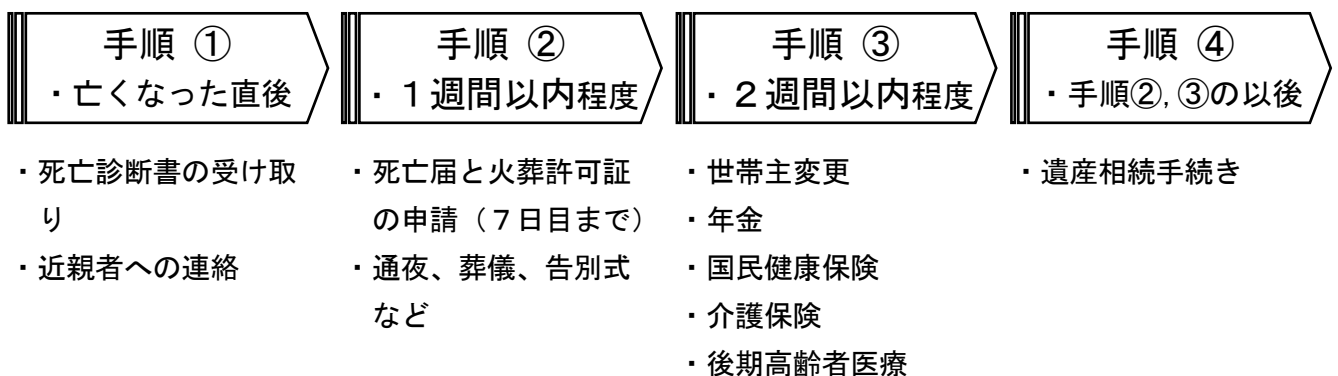 手順 ①
・亡くなった直後
手順 ②
・１週間以内程度
手順 ③
・２週間以内程度
手順 ④
・手順②,③の以後
・死亡診断書の受け取
り
・近親者への連絡
・死亡届と火葬許可証
の申請（７日目まで）
・通夜、葬儀、告別式
など
・世帯主変更
・年金
・国民健康保険
・介護保険
・後期高齢者医療
・遺産相続手続き